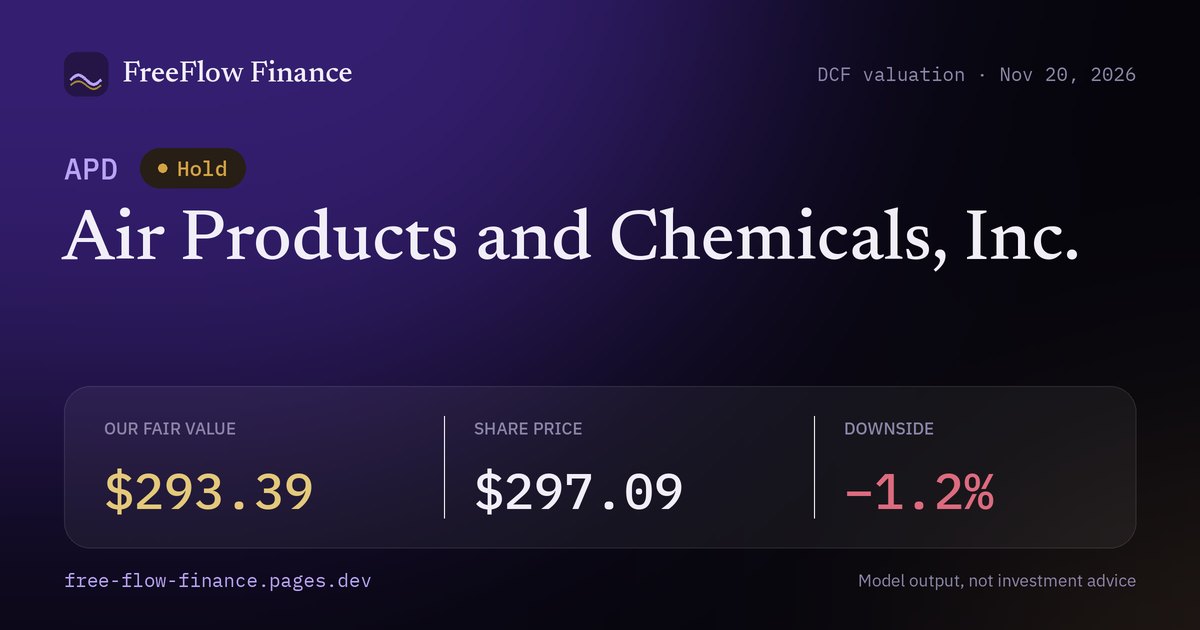 FreeFlow Finance
DCF valuation · Nov 20, 2026
APD
Hold
Air Products and Chemicals, Inc.
OUR FAIR VALUE
SHARE PRICE
DOWNSIDE
$293.39
$297.09
−1.2%
free-flow-finance.pages.dev
Model output, not investment advice